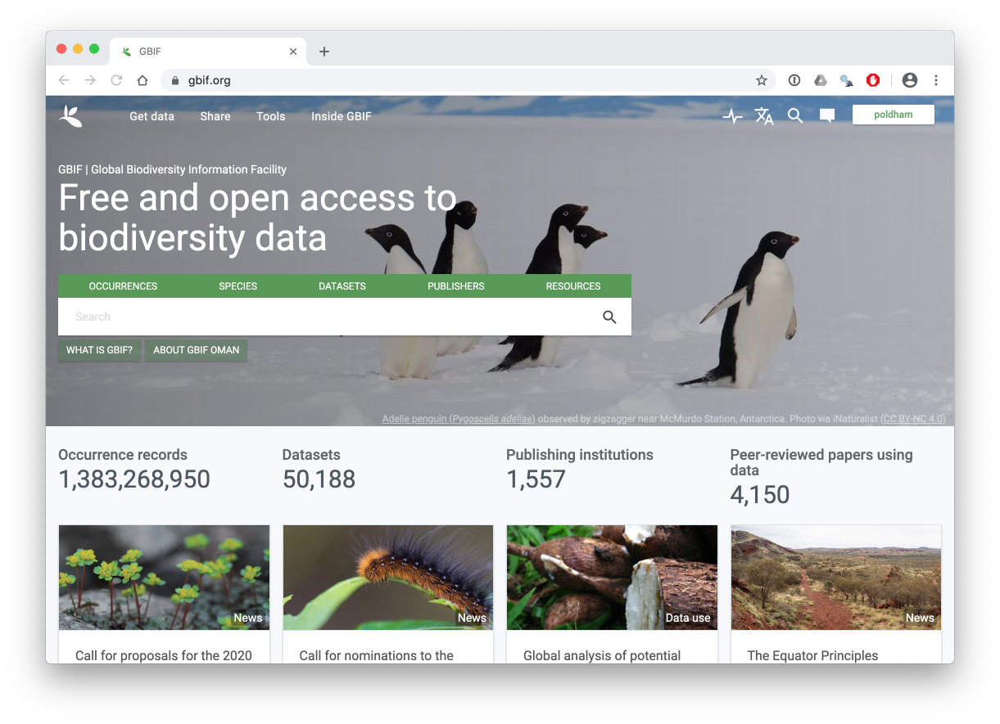 GBIF
gbif.org
Get data
Share
Tools
Inside GBIF
poldham
GBIF | Global Biodiversity Information Facility
Free and open access to
biodiversity data
OCCURRENCES
SPECIES
DATASETS
PUBLISHERS
RESOURCES
Search
WHAT IS GBIF?
ABOUT GBIF OMAN
Adelie penguin (Pygoscelis adeliae) observed by zigzagger near McMurdo Station, Antarctica. Photo via iNaturalist (CC BY-NC 4.0)
Occurrence records
1,383,268,950
Datasets
50,188
Publishing institutions
1,557
Peer-reviewed papers using
data
4,150
News
News
Data use
News
Call for proposals for the 2020
Call for nominations to the
Global analysis of potential
The Equator Principles